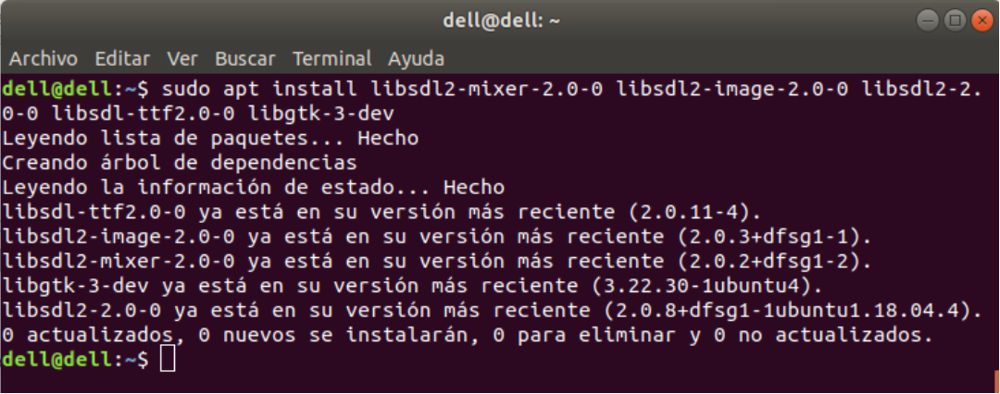 dell@dell: ~
Archivo Editar Ver Buscar Terminal Ayuda
dell@dell:~$ sudo apt install libsdl2-mixer-2.0-0 libsdl2-image-2.0-0 libsdl2-2.
0-0 libsdl-ttf2.0-0 libgtk-3-dev
Leyendo lista de paquetes... Hecho
Creando árbol de dependencias
Leyendo la información de estado... Hecho
libsdl-ttf2.0-0 ya está en su versión más reciente (2.0.11-4).
libsdl2-image-2.0-0 ya está en su versión más reciente (2.0.3+dfsg1-1).
libsdl2-mixer-2.0-0 ya está en su versión más reciente (2.0.2+dfsg1-2).
libgtk-3-dev ya está en su versión más reciente (3.22.30-1ubuntu4).
libsdl2-2.0-0 ya está en su versión más reciente (2.0.8+dfsg1-1ubuntu1.18.04.4).
0 actualizados, 0 nuevos se instalarán, 0 para eliminar y 0 no actualizados.
dell@dell:~$